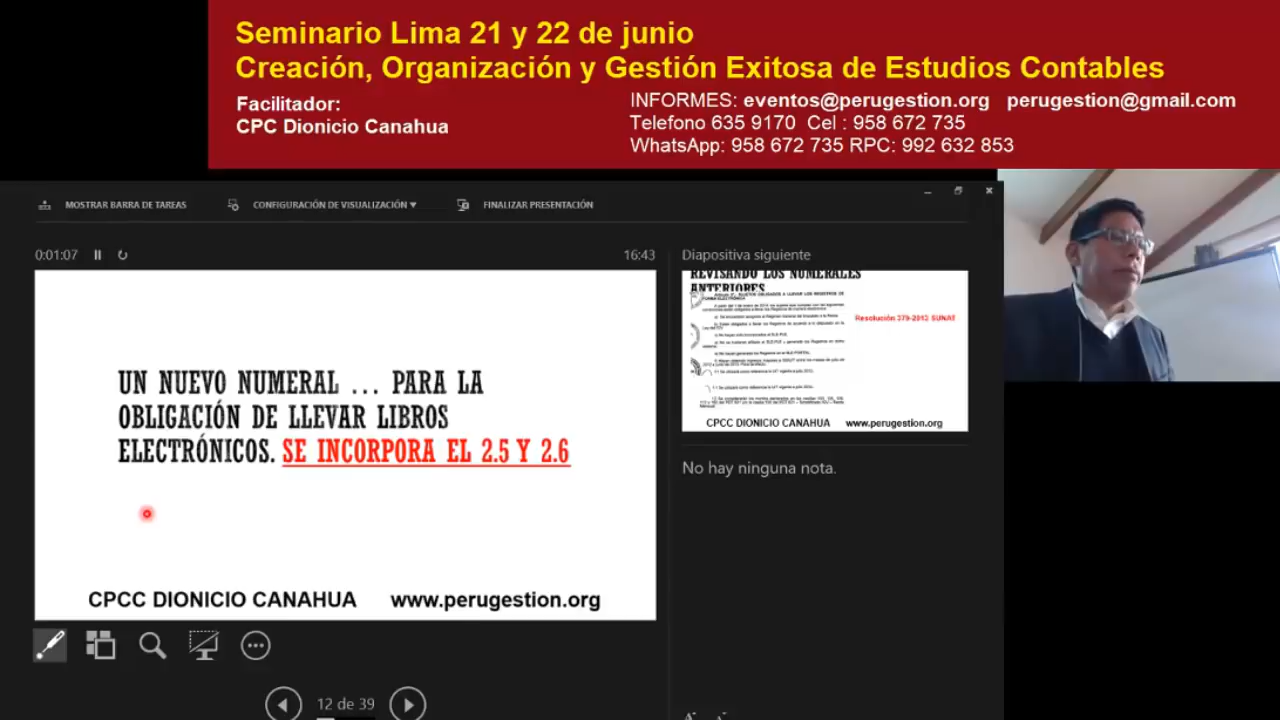 Seminario Lima 21 y 22 de junio
Creación, Organización y Gestión Exitosa de Estudios Contables
Facilitador:
CPC Dionicio Canahua
INFORMES: eventos@perugestion.org perugestion@gmail.com
Telefono 635 9170 Cel : 958 672 735
WhatsApp: 958 672 735 RPC: 992 632 853
MOSTRAR BARRA DE TAREAS
CONFIGURACIÓN DE VISUALIZACIÓN
FINALIZAR PRESENTACIÓN
0:01:07
16:43
UN NUEVO NUMERAL ... PARA LA
OBLIGACIÓN DE LLEVAR LIBROS
ELECTRÓNICOS. SE INCORPORA EL 2.5 Y 2.6
CPCC DIONICIO CANAHUA www.perugestion.org
12 de 39
Diapositiva siguiente
REVISANDO LOS NUMERALES
ANTERIORES
Resolución 379-2013 SUNAT
CPCC DIONICIO CANAHUA www.perugestion.org
No hay ninguna nota.